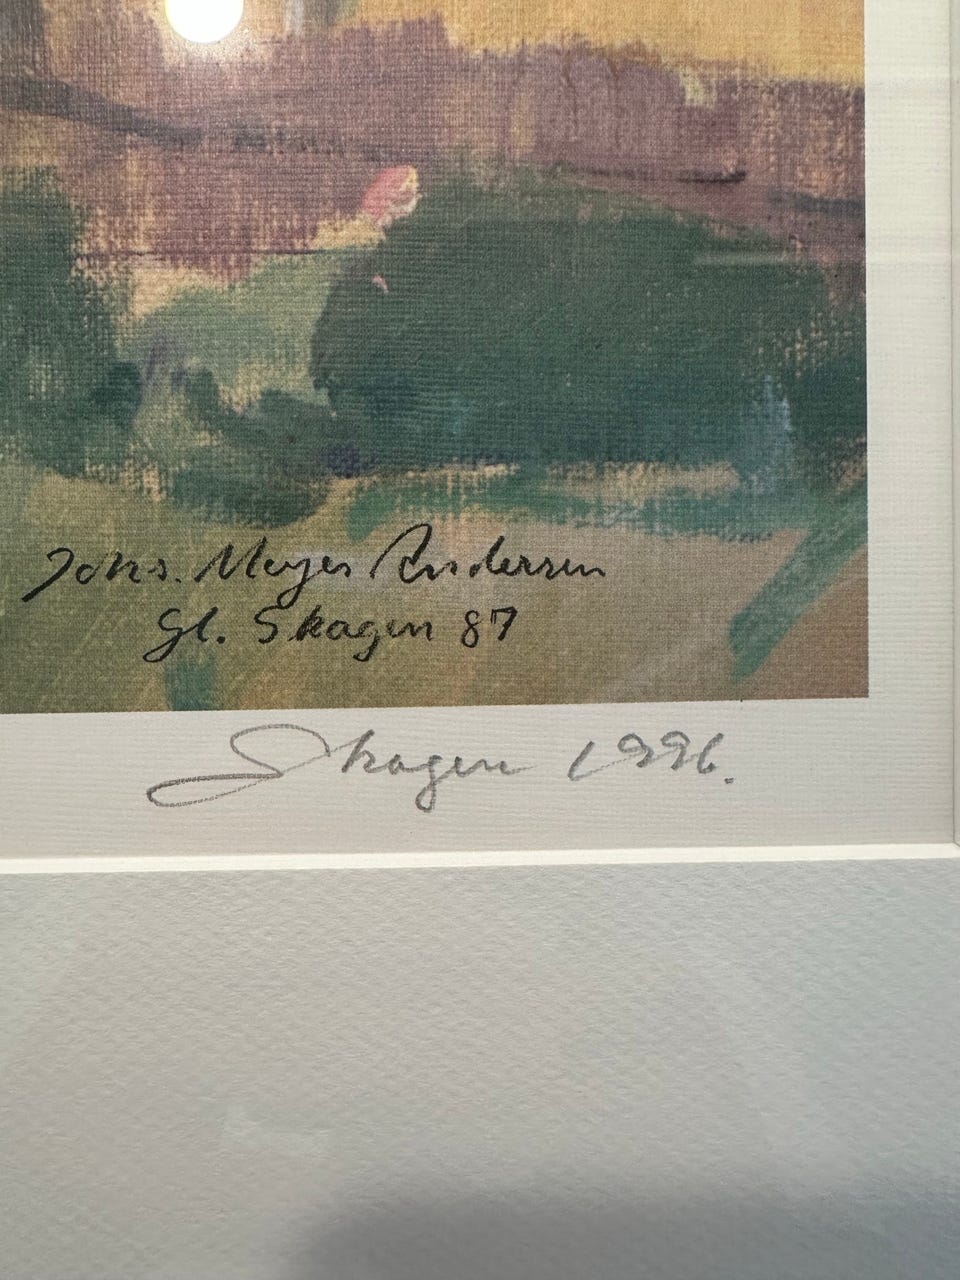 Johs. Meyer Andersen
Gl. Skagen 87
Skagen 1996.